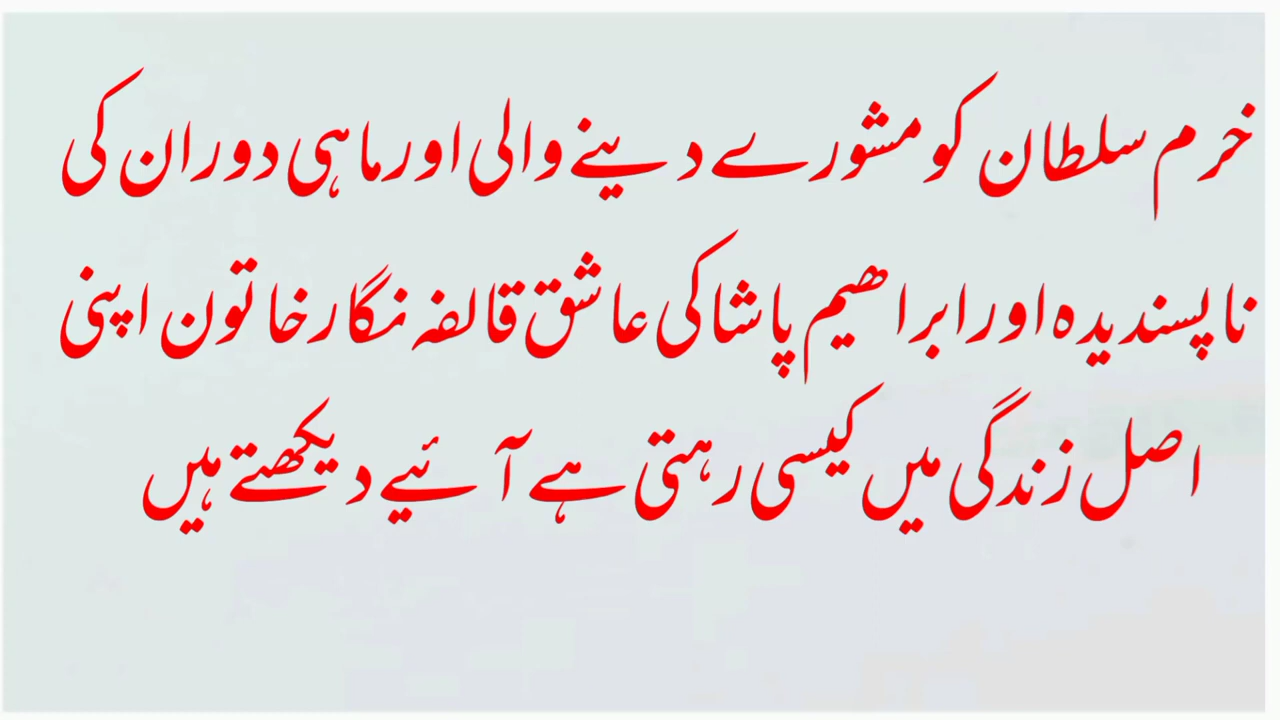 خرم سلطان کو مشورے دینے والی اور ماہی دوران کی
ناپسندیدہ اور ابراھیم پاشا کی عاشق قالفہ نگار خاتون اپنی
اصل زندگی میں کیسی رہتی ہے آئیے دیکھتے ہیں